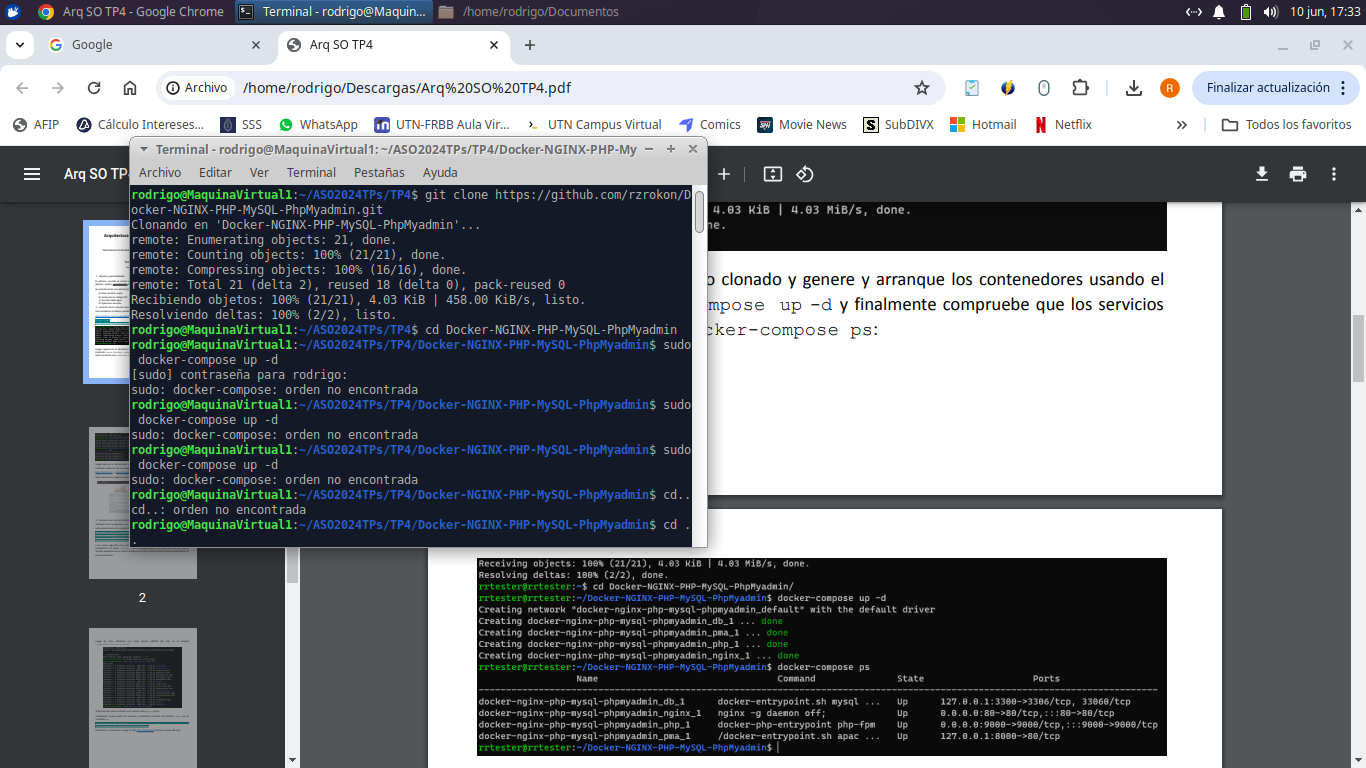 Arq SO TP4 - Google Chrome
Terminal - rodrigo@Maquin...
/home/rodrigo/Documentos
10 jun, 17:33
Google
Arq SO TP4
Archivo
/home/rodrigo/Descargas/Arq%20SO%20TP4.pdf
R
Finalizar actualización
AFIP
Cálculo Intereses...
SSS
WhatsApp
UTN-FRBB Aula Vir...
UTN Campus Virtual
Comics
Movie News
SubDIVX
Hotmail
Netflix
»
Todos los favoritos
Arq SO TP
Terminal - rodrigo@MaquinaVirtual1: ~/ASO2024TPs/TP4/Docker-NGINX-PHP-My
Archivo Editar Ver Terminal Pestañas Ayuda
rodrigo@MaquinaVirtual1:~/ASO2024TPs/TP4$ git clone https://github.com/rzrokon/D
ocker-NGINX-PHP-MySQL-PhpMyadmin.git
Clonando en 'Docker-NGINX-PHP-MySQL-PhpMyadmin'...
remote: Enumerating objects: 21, done.
remote: Counting objects: 100% (21/21), done.
remote: Compressing objects: 100% (16/16), done.
remote: Total 21 (delta 2), reused 18 (delta 0), pack-reused 0
Recibiendo objetos: 100% (21/21), 4.03 KiB | 458.00 KiB/s, listo.
Resolviendo deltas: 100% (2/2), listo.
rodrigo@MaquinaVirtual1:~/ASO2024TPs/TP4$ cd Docker-NGINX-PHP-MySQL-PhpMyadmin
rodrigo@MaquinaVirtual1:~/ASO2024TPs/TP4/Docker-NGINX-PHP-MySQL-PhpMyadmin$ sudo
docker-compose up -d
[sudo] contraseña para rodrigo:
sudo: docker-compose: orden no encontrada
rodrigo@MaquinaVirtual1:~/ASO2024TPs/TP4/Docker-NGINX-PHP-MySQL-PhpMyadmin$ sudo
docker-compose up -d
sudo: docker-compose: orden no encontrada
rodrigo@MaquinaVirtual1:~/ASO2024TPs/TP4/Docker-NGINX-PHP-MySQL-PhpMyadmin$ sudo
docker-compose up -d
sudo: docker-compose: orden no encontrada
rodrigo@MaquinaVirtual1:~/ASO2024TPs/TP4/Docker-NGINX-PHP-MySQL-PhpMyadmin$ cd..
cd..: orden no encontrada
rodrigo@MaquinaVirtual1:~/ASO2024TPs/TP4/Docker-NGINX-PHP-MySQL-PhpMyadmin$ cd .
.
4.03 KiB | 4.03 MiB/s, done.
ne.
o clonado y genere y arranque los contenedores usando el
mpose up -d y finalmente compruebe que los servicios
cker-compose ps:
2
Receiving objects: 100% (21/21), 4.03 KiB | 4.03 MiB/s, done.
Resolving deltas: 100% (2/2), done.
rrtester@rrtester:~$ cd Docker-NGINX-PHP-MySQL-PhpMyadmin/
rrtester@rrtester:~/Docker-NGINX-PHP-MySQL-PhpMyadmin$ docker-compose up -d
Creating network "docker-nginx-php-mysql-phpmyadmin_default" with the default driver
Creating docker-nginx-php-mysql-phpmyadmin_db_1 ... done
Creating docker-nginx-php-mysql-phpmyadmin_pma_1 ... done
Creating docker-nginx-php-mysql-phpmyadmin_php_1 ... done
Creating docker-nginx-php-mysql-phpmyadmin_nginx_1 ... done
rrtester@rrtester:~/Docker-NGINX-PHP-MySQL-PhpMyadmin$ docker-compose ps
Name Command State Ports
docker-nginx-php-mysql-phpmyadmin_db_1 docker-entrypoint.sh mysql ... Up 127.0.0.1:3300->3306/tcp, 33060/tcp
docker-nginx-php-mysql-phpmyadmin_nginx_1 nginx -g daemon off; Up 0.0.0.0:80->80/tcp,:::80->80/tcp
docker-nginx-php-mysql-phpmyadmin_php_1 docker-php-entrypoint php-fpm Up 0.0.0.0:9000->9000/tcp,:::9000->9000/tcp
docker-nginx-php-mysql-phpmyadmin_pma_1 /docker-entrypoint.sh apac ... Up 127.0.0.1:8000->80/tcp
rrtester@rrtester:~/Docker-NGINX-PHP-MySQL-PhpMyadmin$